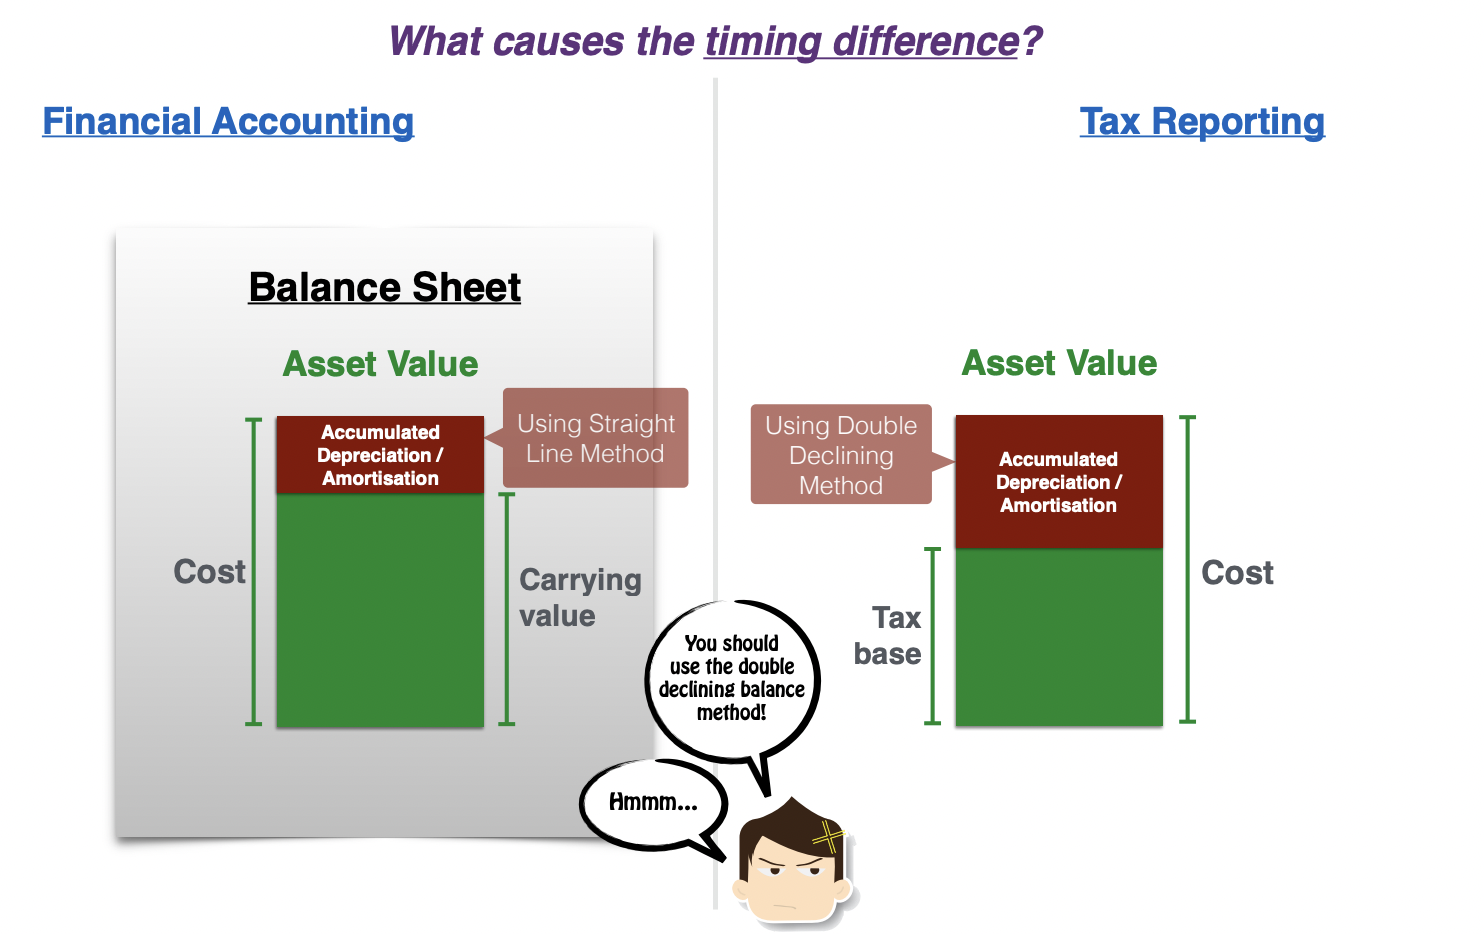 What causes the timing difference?
Financial Accounting
Tax Reporting
Balance Sheet
Asset Value
Accumulated
Depreciation /
Amortisation
Using Straight
Line Method
Cost
Carrying
value
Asset Value
Using Double
Declining
Method
Accumulated
Depreciation /
Amortisation
Tax
base
Cost
You should
use the double
declining balance
method!
Hmmm...